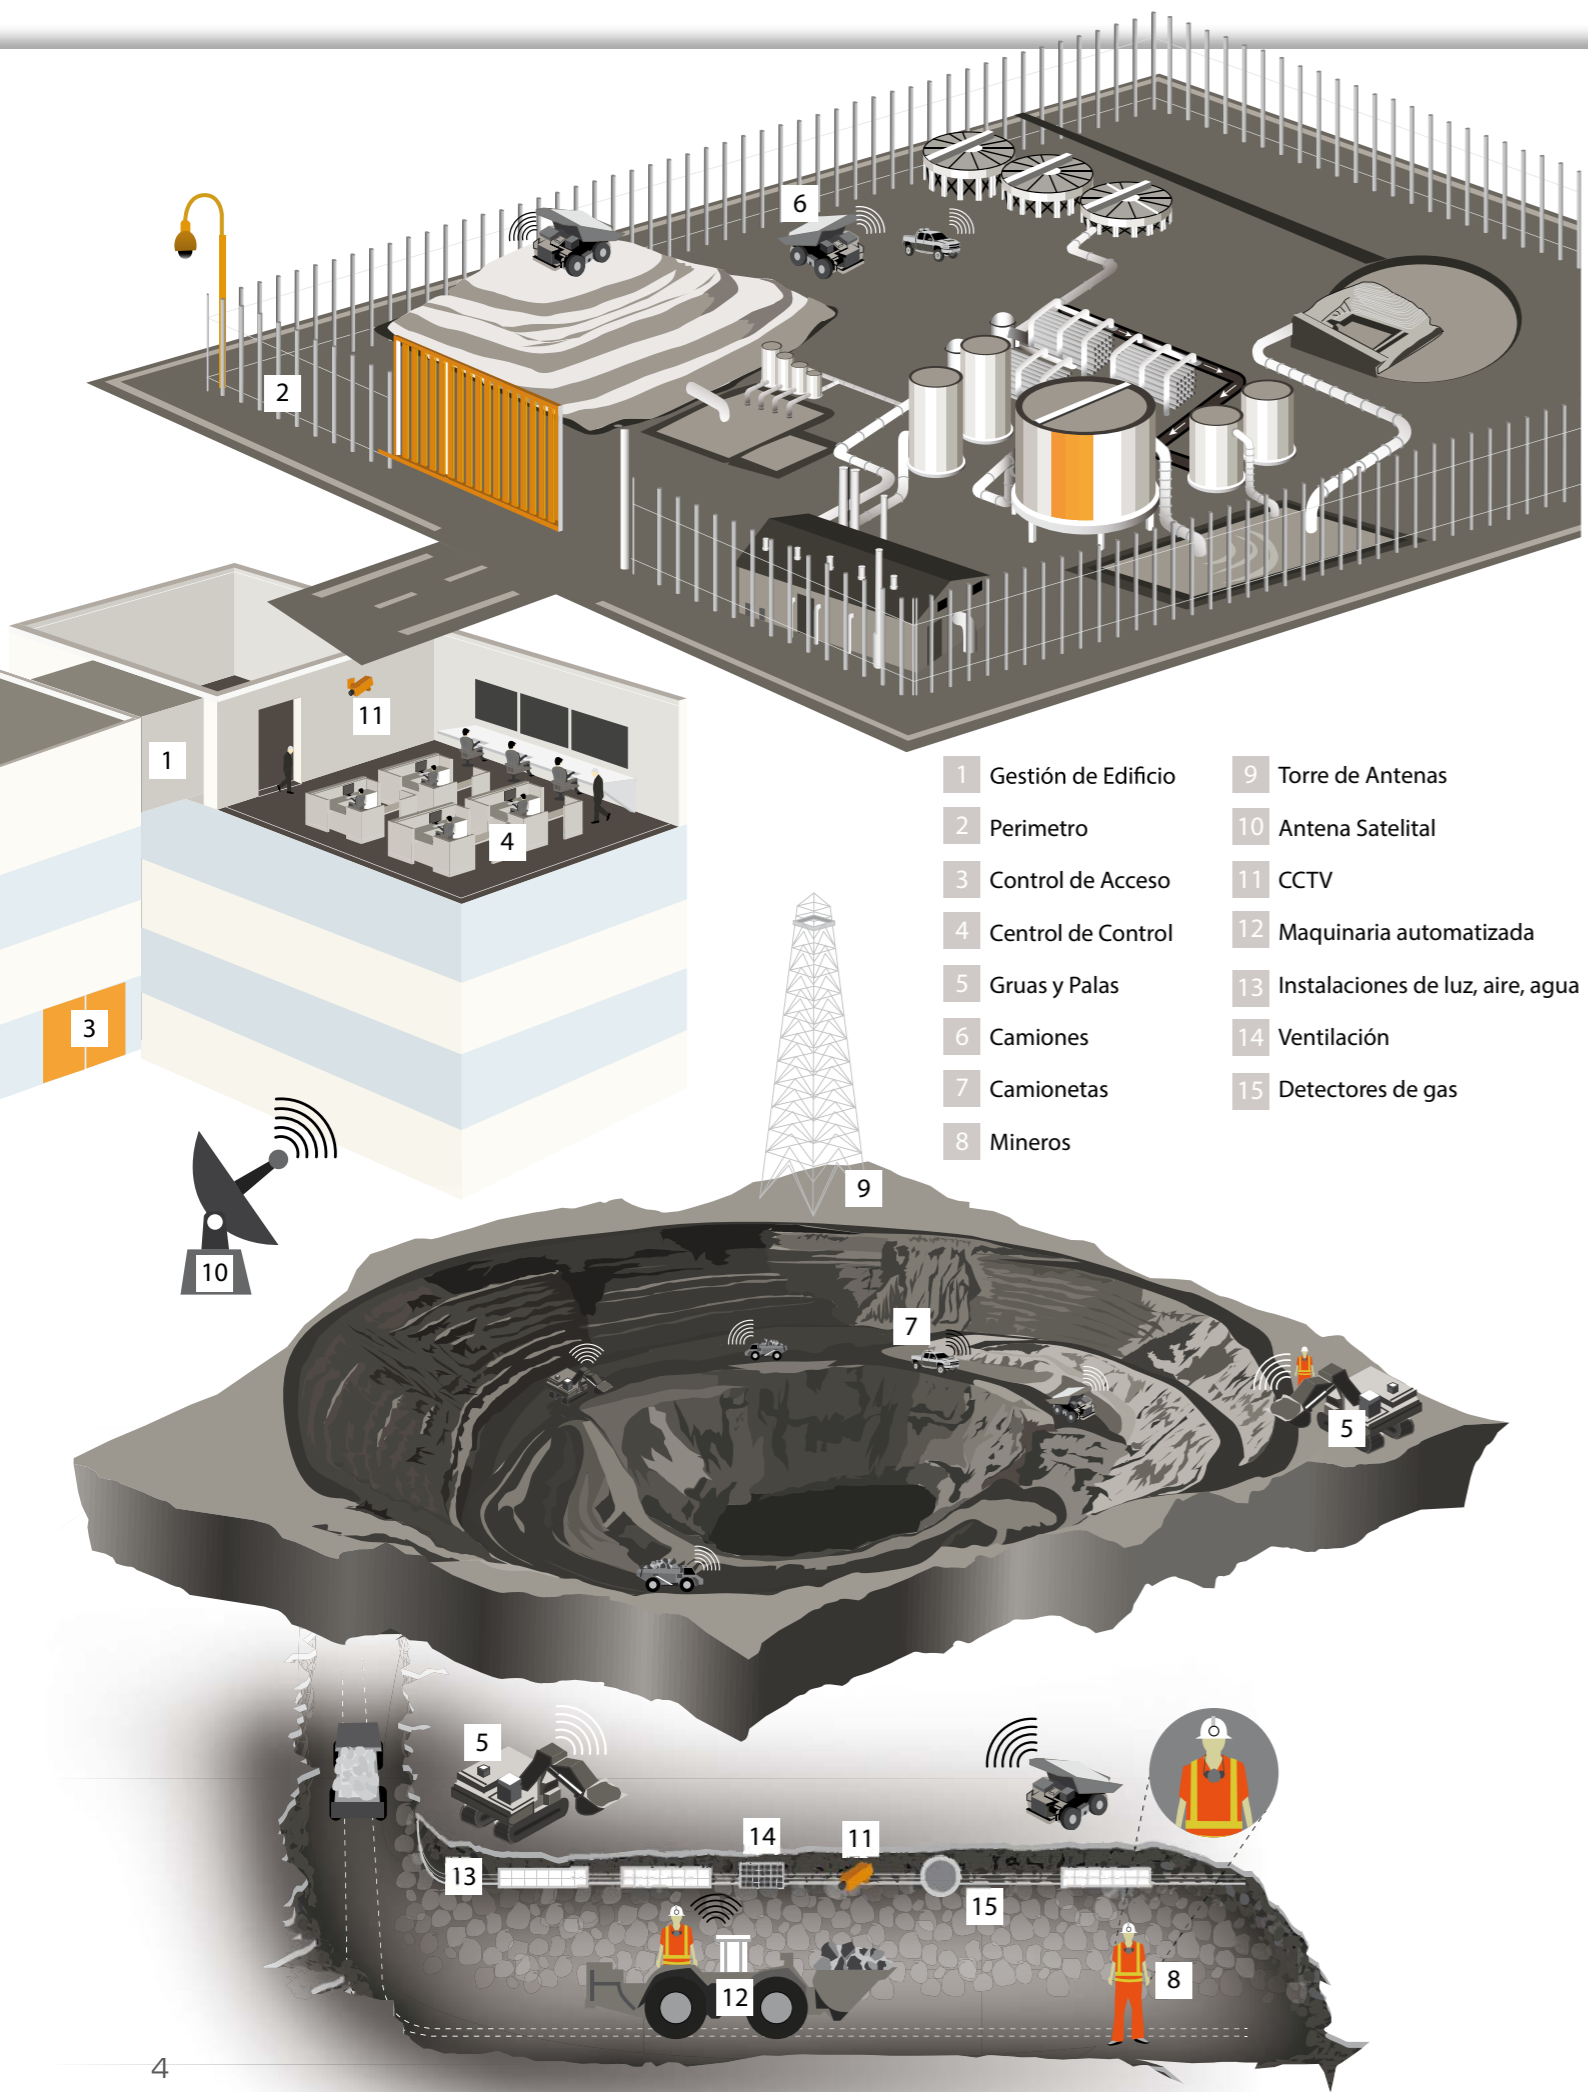 6
2
11
1
4
3
1 Gestión de Edificio
2 Perimetro
3 Control de Acceso
4 Centrol de Control
5 Gruas y Palas
6 Camiones
7 Camionetas
8 Mineros
9 Torre de Antenas
10 Antena Satelital
11 CCTV
12 Maquinaria automatizada
13 Instalaciones de luz, aire, agua
14 Ventilación
15 Detectores de gas
9
10
7
5
5
14
11
13
15
8
12
4